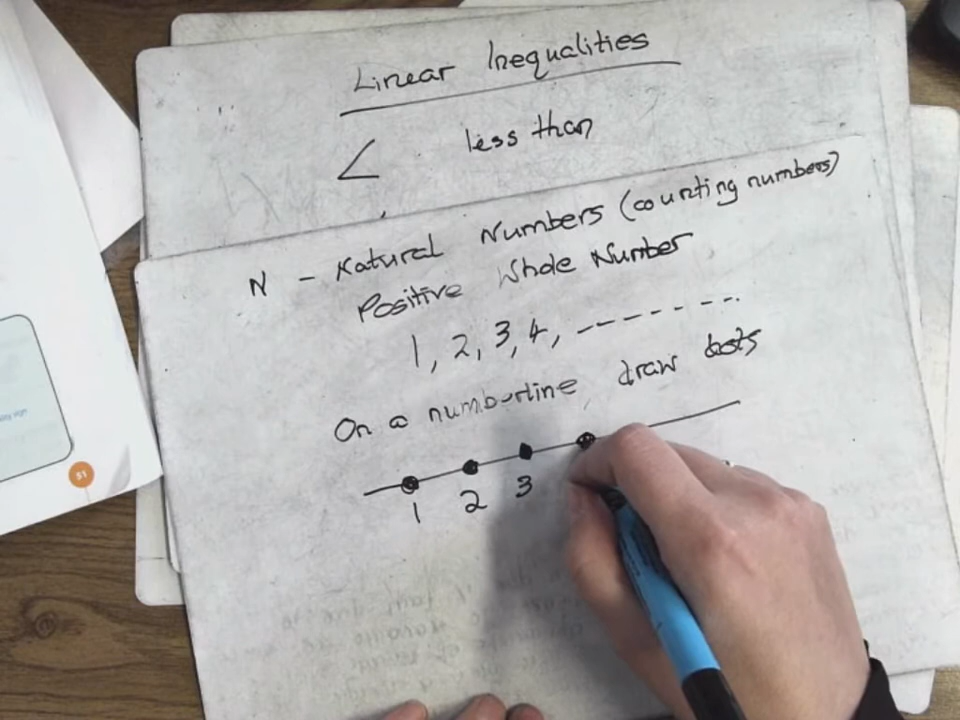 Linear Inequalities
< less than
N - Natural Numbers (counting numbers)
Positive Whole Number
1, 2, 3, 4, -------..
On a numberline draw dots
1 2 3
51